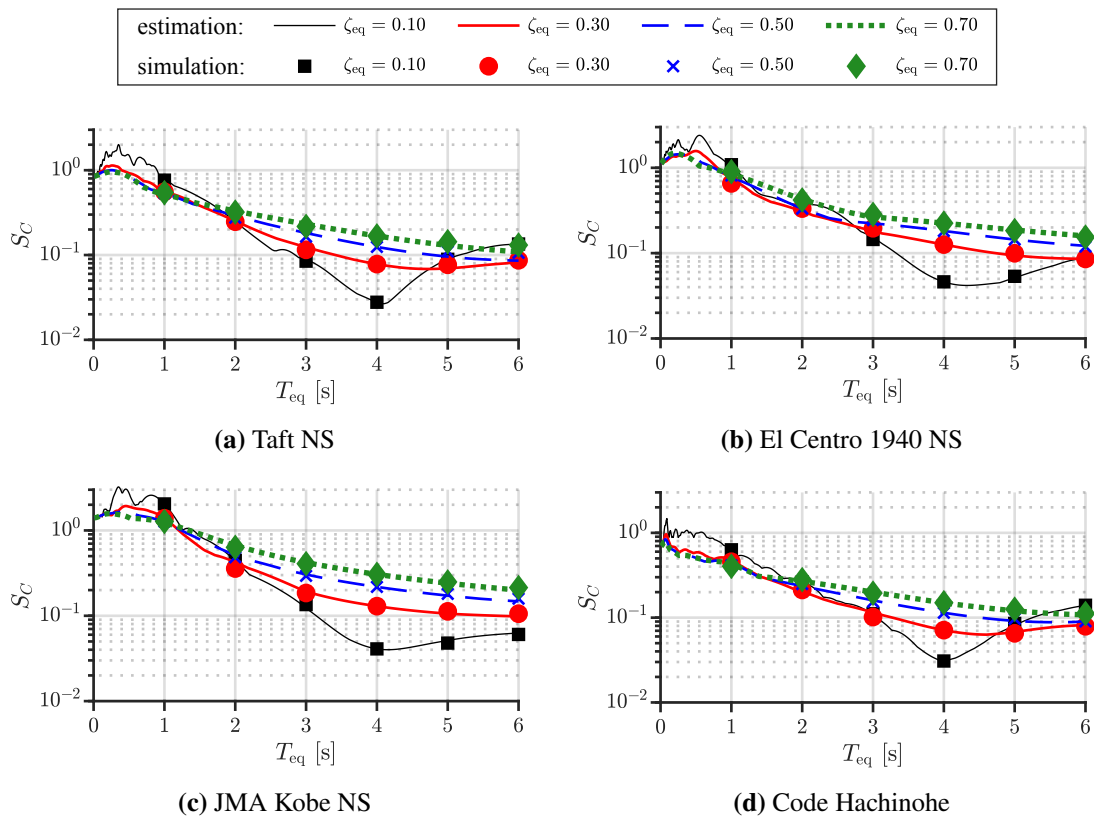 estimation: ζeq = 0.10 ζeq = 0.30 ζeq = 0.50 ζeq = 0.70
simulation: ζeq = 0.10 ζeq = 0.30 ζeq = 0.50 ζeq = 0.70
10^0
10^−1
10^−2
S_C
0 1 2 3 4 5 6
T_eq [s]
(a) Taft NS
10^0
10^−1
10^−2
S_C
0 1 2 3 4 5 6
T_eq [s]
(b) El Centro 1940 NS
10^0
10^−1
10^−2
S_C
0 1 2 3 4 5 6
T_eq [s]
(c) JMA Kobe NS
10^0
10^−1
10^−2
S_C
0 1 2 3 4 5 6
T_eq [s]
(d) Code Hachinohe